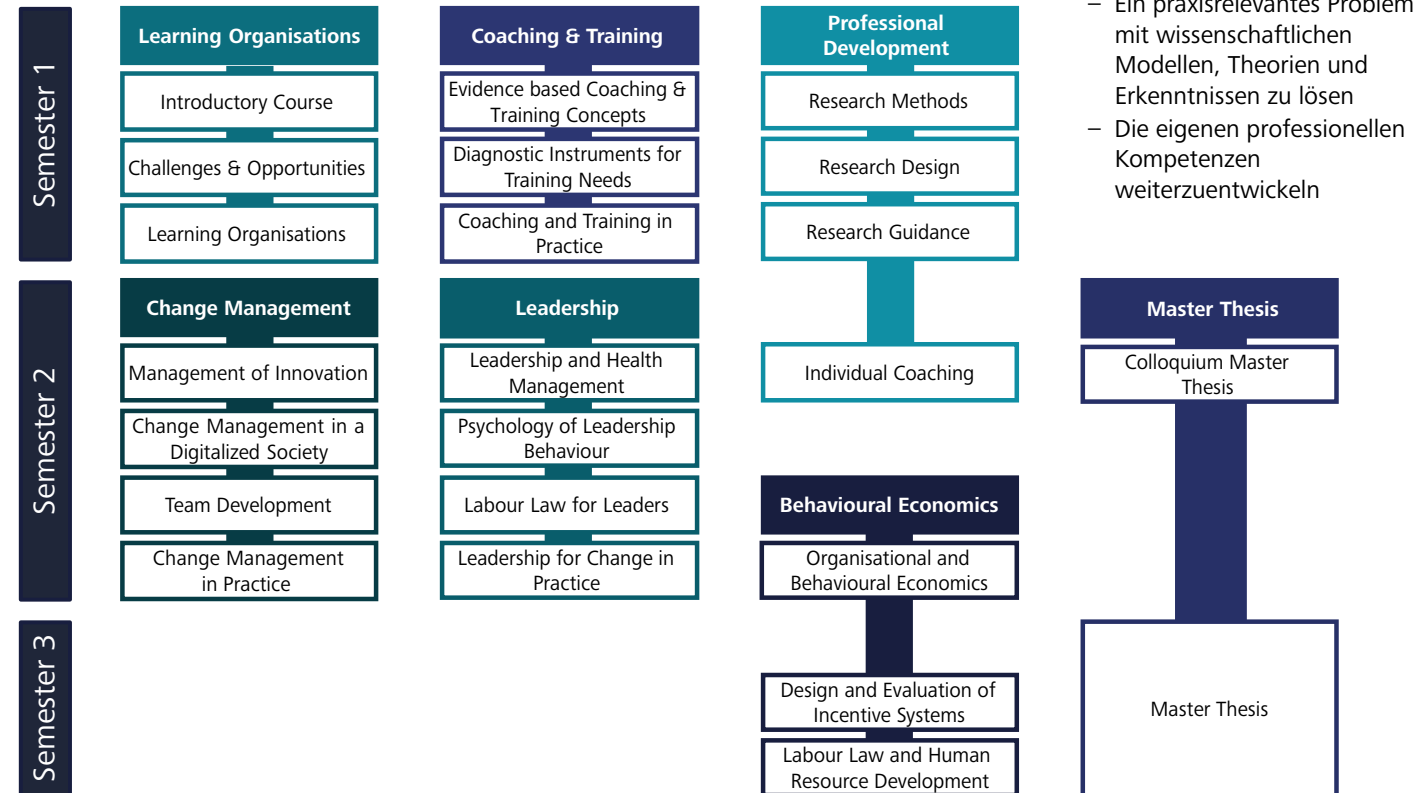 Semester 1
Learning Organisations
Introductory Course
Challenges & Opportunities
Learning Organisations
Coaching & Training
Evidence based Coaching &
Training Concepts
Diagnostic Instruments for
Training Needs
Coaching and Training in
Practice
Professional
Development
Research Methods
Research Design
Research Guidance
– Ein praxisrelevantes Problem
mit wissenschaftlichen
Modellen, Theorien und
Erkenntnissen zu lösen
– Die eigenen professionellen
Kompetenzen
weiterzuentwickeln
Semester 2
Change Management
Management of Innovation
Change Management in a
Digitalized Society
Team Development
Change Management
in Practice
Leadership
Leadership and Health
Management
Psychology of Leadership
Behaviour
Labour Law for Leaders
Leadership for Change in
Practice
Individual Coaching
Behavioural Economics
Organisational and
Behavioural Economics
Master Thesis
Colloquium Master
Thesis
Semester 3
Design and Evaluation of
Incentive Systems
Labour Law and Human
Resource Development
Master Thesis